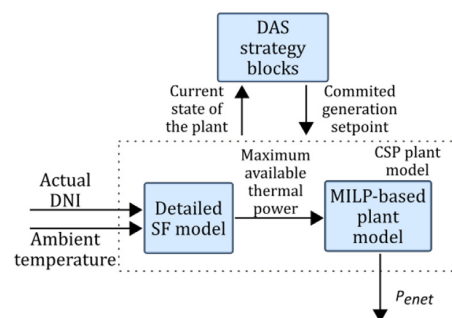 DAS
strategy
blocks
Current
state of
the plant
Commited
generation
setpoint
CSP plant
model
Maximum
available
thermal
power
Actual
DNI
Ambient
temperature
Detailed
SF model
MILP-based
plant
model
Penet